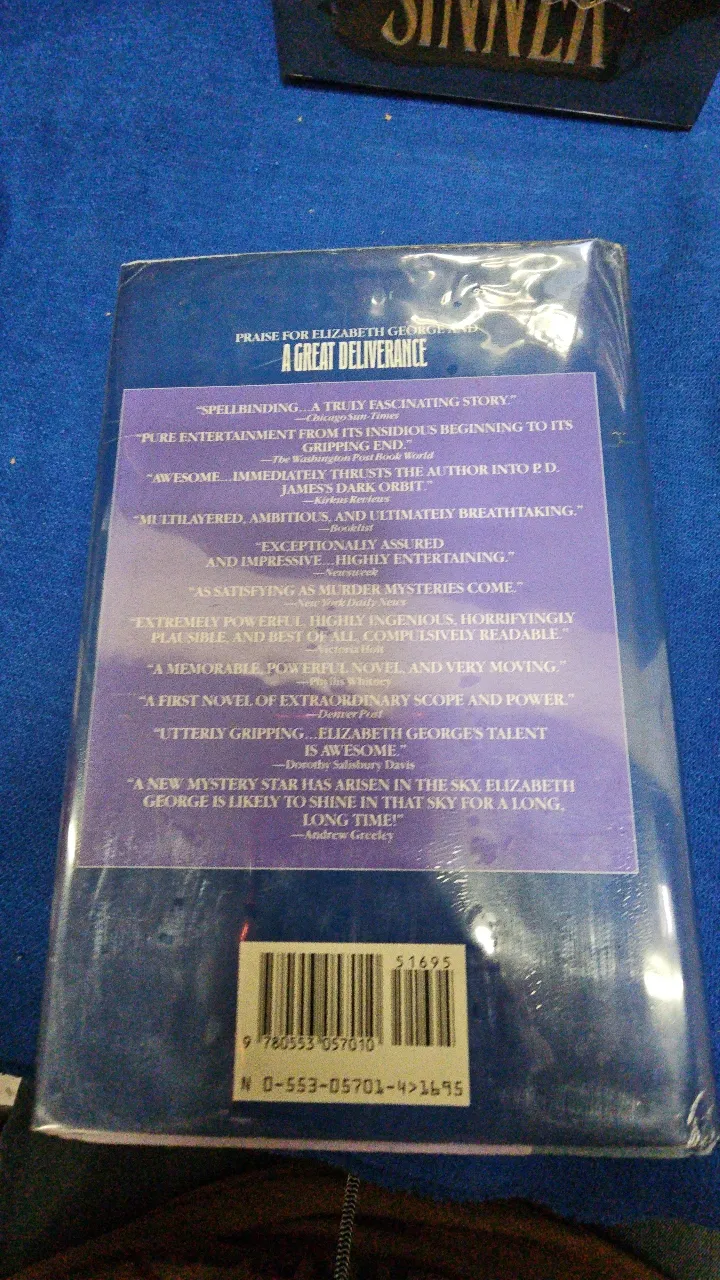 SINNER
PRAISE FOR ELIZABETH GEORGE AND
A GREAT DELIVERANCE
“SPELLBINDING...A TRULY FASCINATING STORY.”
—Chicago Sun-Times
“PURE ENTERTAINMENT FROM ITS INSIDIOUS BEGINNING TO ITS
GRIPPING END.”
—The Washington Post Book World
“AWESOME...IMMEDIATELY THRUSTS THE AUTHOR INTO P. D.
JAMES'S DARK ORBIT.”
—Kirkus Reviews
“MULTILAYERED, AMBITIOUS, AND ULTIMATELY BREATHTAKING.”
—Booklist
“EXCEPTIONALLY ASSURED
AND IMPRESSIVE...HIGHLY ENTERTAINING.”
—Newsweek
“AS SATISFYING AS MURDER MYSTERIES COME.”
—New York Daily News
“EXTREMELY POWERFUL, HIGHLY INGENIOUS, HORRIFYINGLY
PLAUSIBLE, AND BEST OF ALL, COMPULSIVELY READABLE.”
—Victoria Holt
“A MEMORABLE, POWERFUL NOVEL, AND VERY MOVING.”
—Phyllis Whitney
“A FIRST NOVEL OF EXTRAORDINARY SCOPE AND POWER.”
—Denver Post
“UTTERLY GRIPPING...ELIZABETH GEORGE'S TALENT
IS AWESOME.”
—Dorothy Salisbury Davis
“A NEW MYSTERY STAR HAS ARISEN IN THE SKY. ELIZABETH
GEORGE IS LIKELY TO SHINE IN THAT SKY FOR A LONG,
LONG TIME!”
—Andrew Greeley
51695
9 780553 057010
N 0-553-05701-4>1695